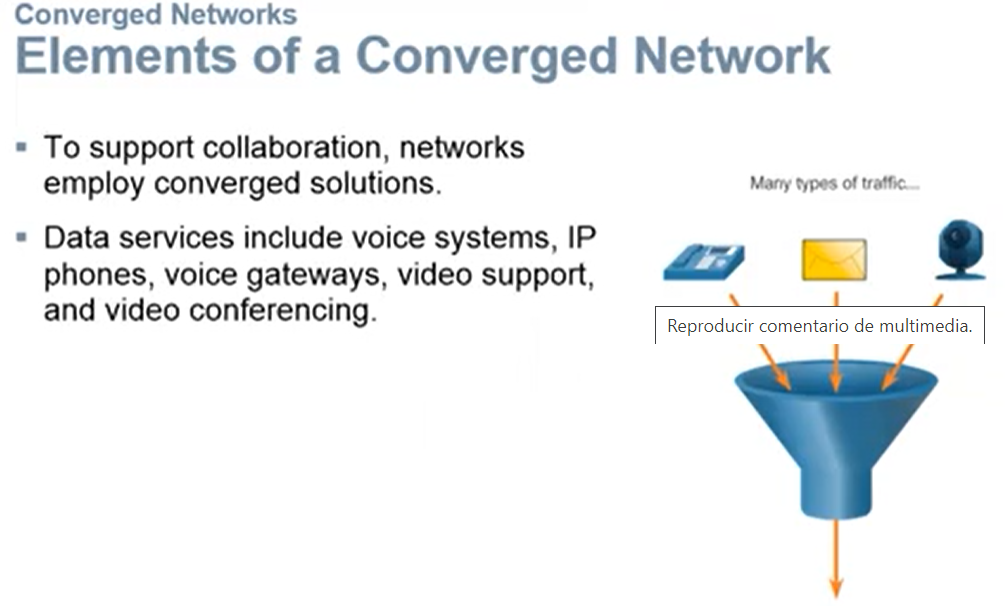 Converged Networks
Elements of a Converged Network
▪ To support collaboration, networks
employ converged solutions.
▪ Data services include voice systems, IP
phones, voice gateways, video support,
and video conferencing.
Many types of traffic...
Reproducir comentario de multimedia.